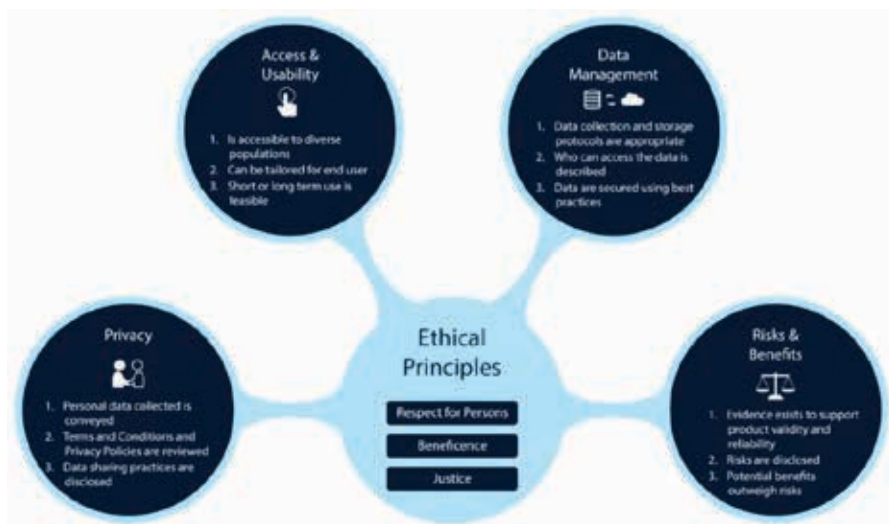 Access &
Usability
1. Is accessible to diverse
populations
2. Can be tailored for end user
3. Short or long term use is
feasible
Data
Management
1. Data collection and storage
protocols are appropriate
2. Who can access the data is
described
3. Data are secured using best
practices
Privacy
1. Personal data collected is
conveyed
2. Terms and Conditions and
Privacy Policies are reviewed
3. Data sharing practices are
disclosed
Ethical
Principles
Respect for Persons
Beneficence
Justice
Risks &
Benefits
1. Evidence exists to support
product validity and
reliability
2. Risks are disclosed
3. Potential benefits
outweigh risks